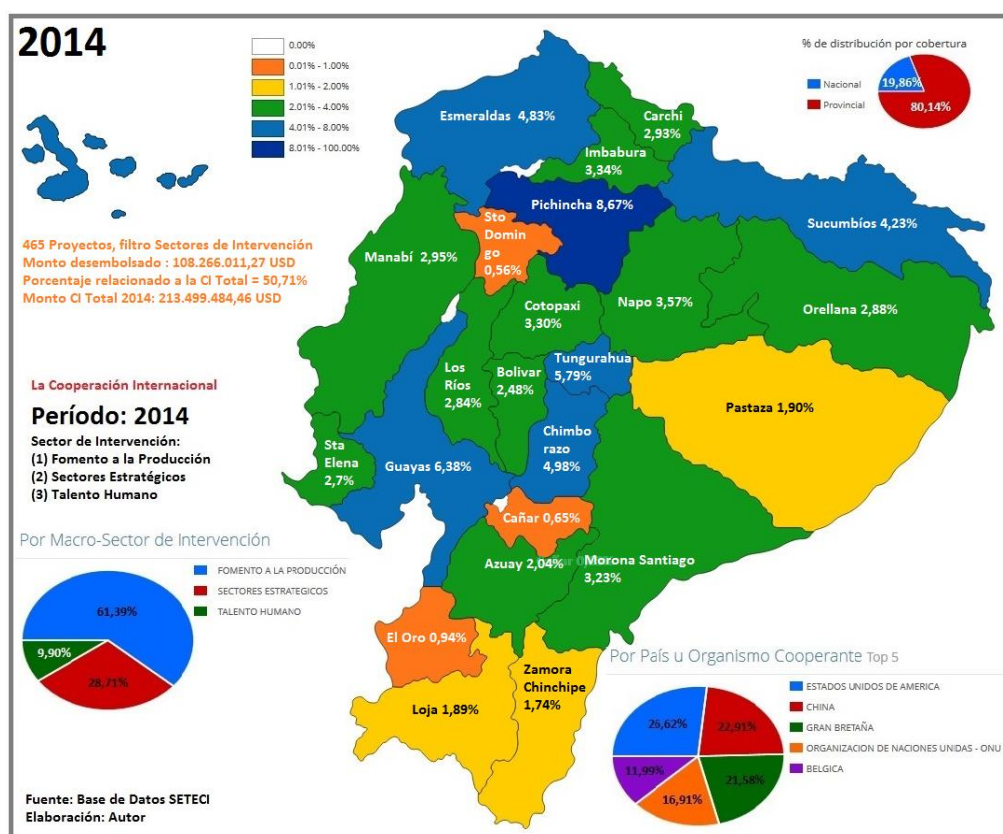 2014
0.00%
0.01% - 1.00%
1.01% - 2.00%
2.01% - 4.00%
4.01% - 8.00%
8.01% - 100.00%
% de distribución por cobertura
Nacional
Provincial
19,86%
80,14%
Esmeraldas 4,83%
Carchi
2,93%
Imbabura
3,34%
Pichincha 8,67%
Sucumbíos 4,23%
Sto
Domin
go
0,56%
Manabí 2,95%
465 Proyectos, filtro Sectores de Intervención
Monto desembolsado : 108.266.011,27 USD
Porcentaje relacionado a la CI Total = 50,71%
Monto CI Total 2014: 213.499.484,46 USD
Cotopaxi
3,30%
Napo 3,57%
Orellana 2,88%
Los
Ríos
2,84%
Bolivar
2,48%
Tungurahua
5,79%
Pastaza 1,90%
La Cooperación Internacional
Período: 2014
Sector de Intervención:
(1) Fomento a la Producción
(2) Sectores Estratégicos
(3) Talento Humano
Sta
Elena
2,7%
Guayas 6,38%
Chimbo
razo
4,98%
Cañar 0,65%
Azuay 2,04%
Morona Santiago
3,23%
Por Macro-Sector de Intervención
FOMENTO A LA PRODUCCIÓN
SECTORES ESTRATEGICOS
TALENTO HUMANO
61,39%
9,90%
28,71%
El Oro 0,94%
Loja 1,89%
Zamora
Chinchipe
1,74%
Por País u Organismo Cooperante Top 5
ESTADOS UNIDOS DE AMERICA
CHINA
GRAN BRETAÑA
ORGANIZACION DE NACIONES UNIDAS - ONU
BELGICA
26,62%
22,91%
11,99%
21,58%
16,91%
Fuente: Base de Datos SETECI
Elaboración: Autor